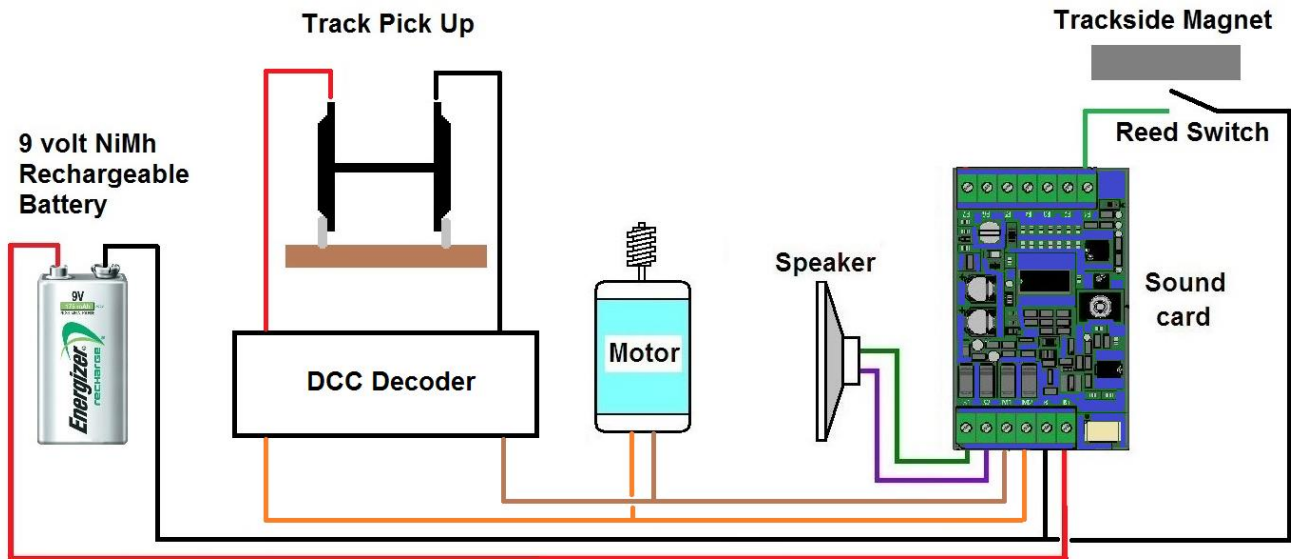 Track Pick Up
Trackside Magnet
Reed Switch
9 volt NiMh
Rechargeable
Battery
9V
Energizer
recharge
DCC Decoder
Motor
Speaker
Sound
card